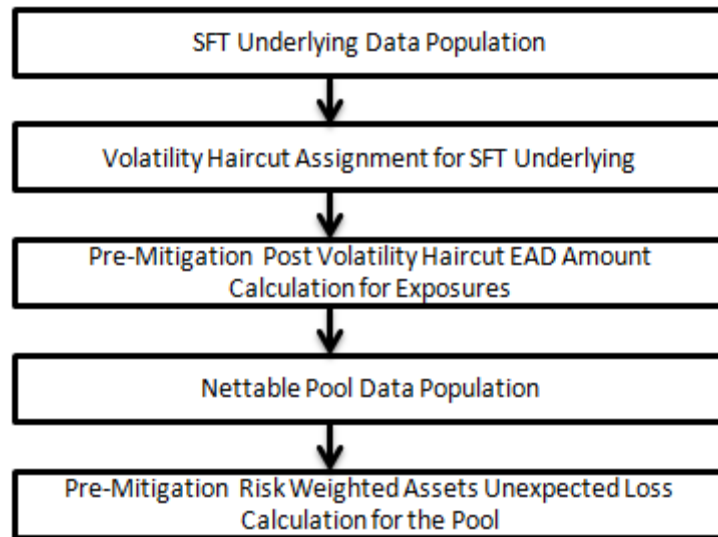 SFT Underlying Data Population
Volatility Haircut Assignment for SFT Underlying
Pre-Mitigation Post Volatility Haircut EAD Amount
Calculation for Exposures
Nettable Pool Data Population
Pre-Mitigation Risk Weighted Assets Unexpected Loss
Calculation for the Pool